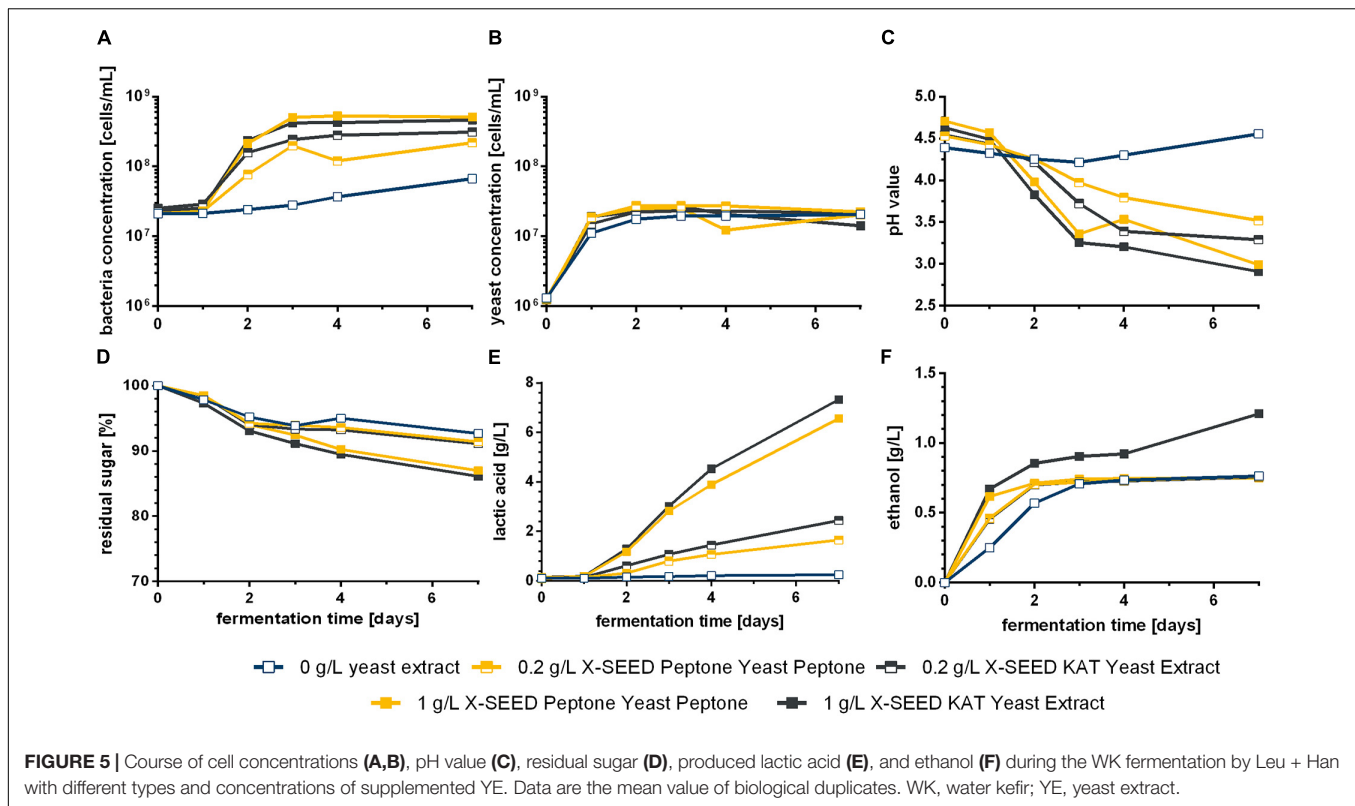 A
B
C
bacteria concentration [cells/mL]
10⁹
10⁸
10⁷
10⁶
0 2 4 6
yeast concentration [cells/mL]
10⁹
10⁸
10⁷
10⁶
0 2 4 6
pH value
5.0
4.5
4.0
3.5
3.0
2.5
0 2 4 6
D
E
F
residual sugar [%]
100
90
80
70
0 2 4 6
fermentation time [days]
lactic acid [g/L]
8
6
4
2
0
0 2 4 6
fermentation time [days]
ethanol [g/L]
1.5
1.0
0.5
0.0
0 2 4 6
fermentation time [days]
0 g/L yeast extract 0.2 g/L X-SEED Peptone Yeast Peptone 0.2 g/L X-SEED KAT Yeast Extract
1 g/L X-SEED Peptone Yeast Peptone 1 g/L X-SEED KAT Yeast Extract
FIGURE 5 | Course of cell concentrations (A,B), pH value (C), residual sugar (D), produced lactic acid (E), and ethanol (F) during the WK fermentation by Leu + Han
with different types and concentrations of supplemented YE. Data are the mean value of biological duplicates. WK, water kefir; YE, yeast extract.